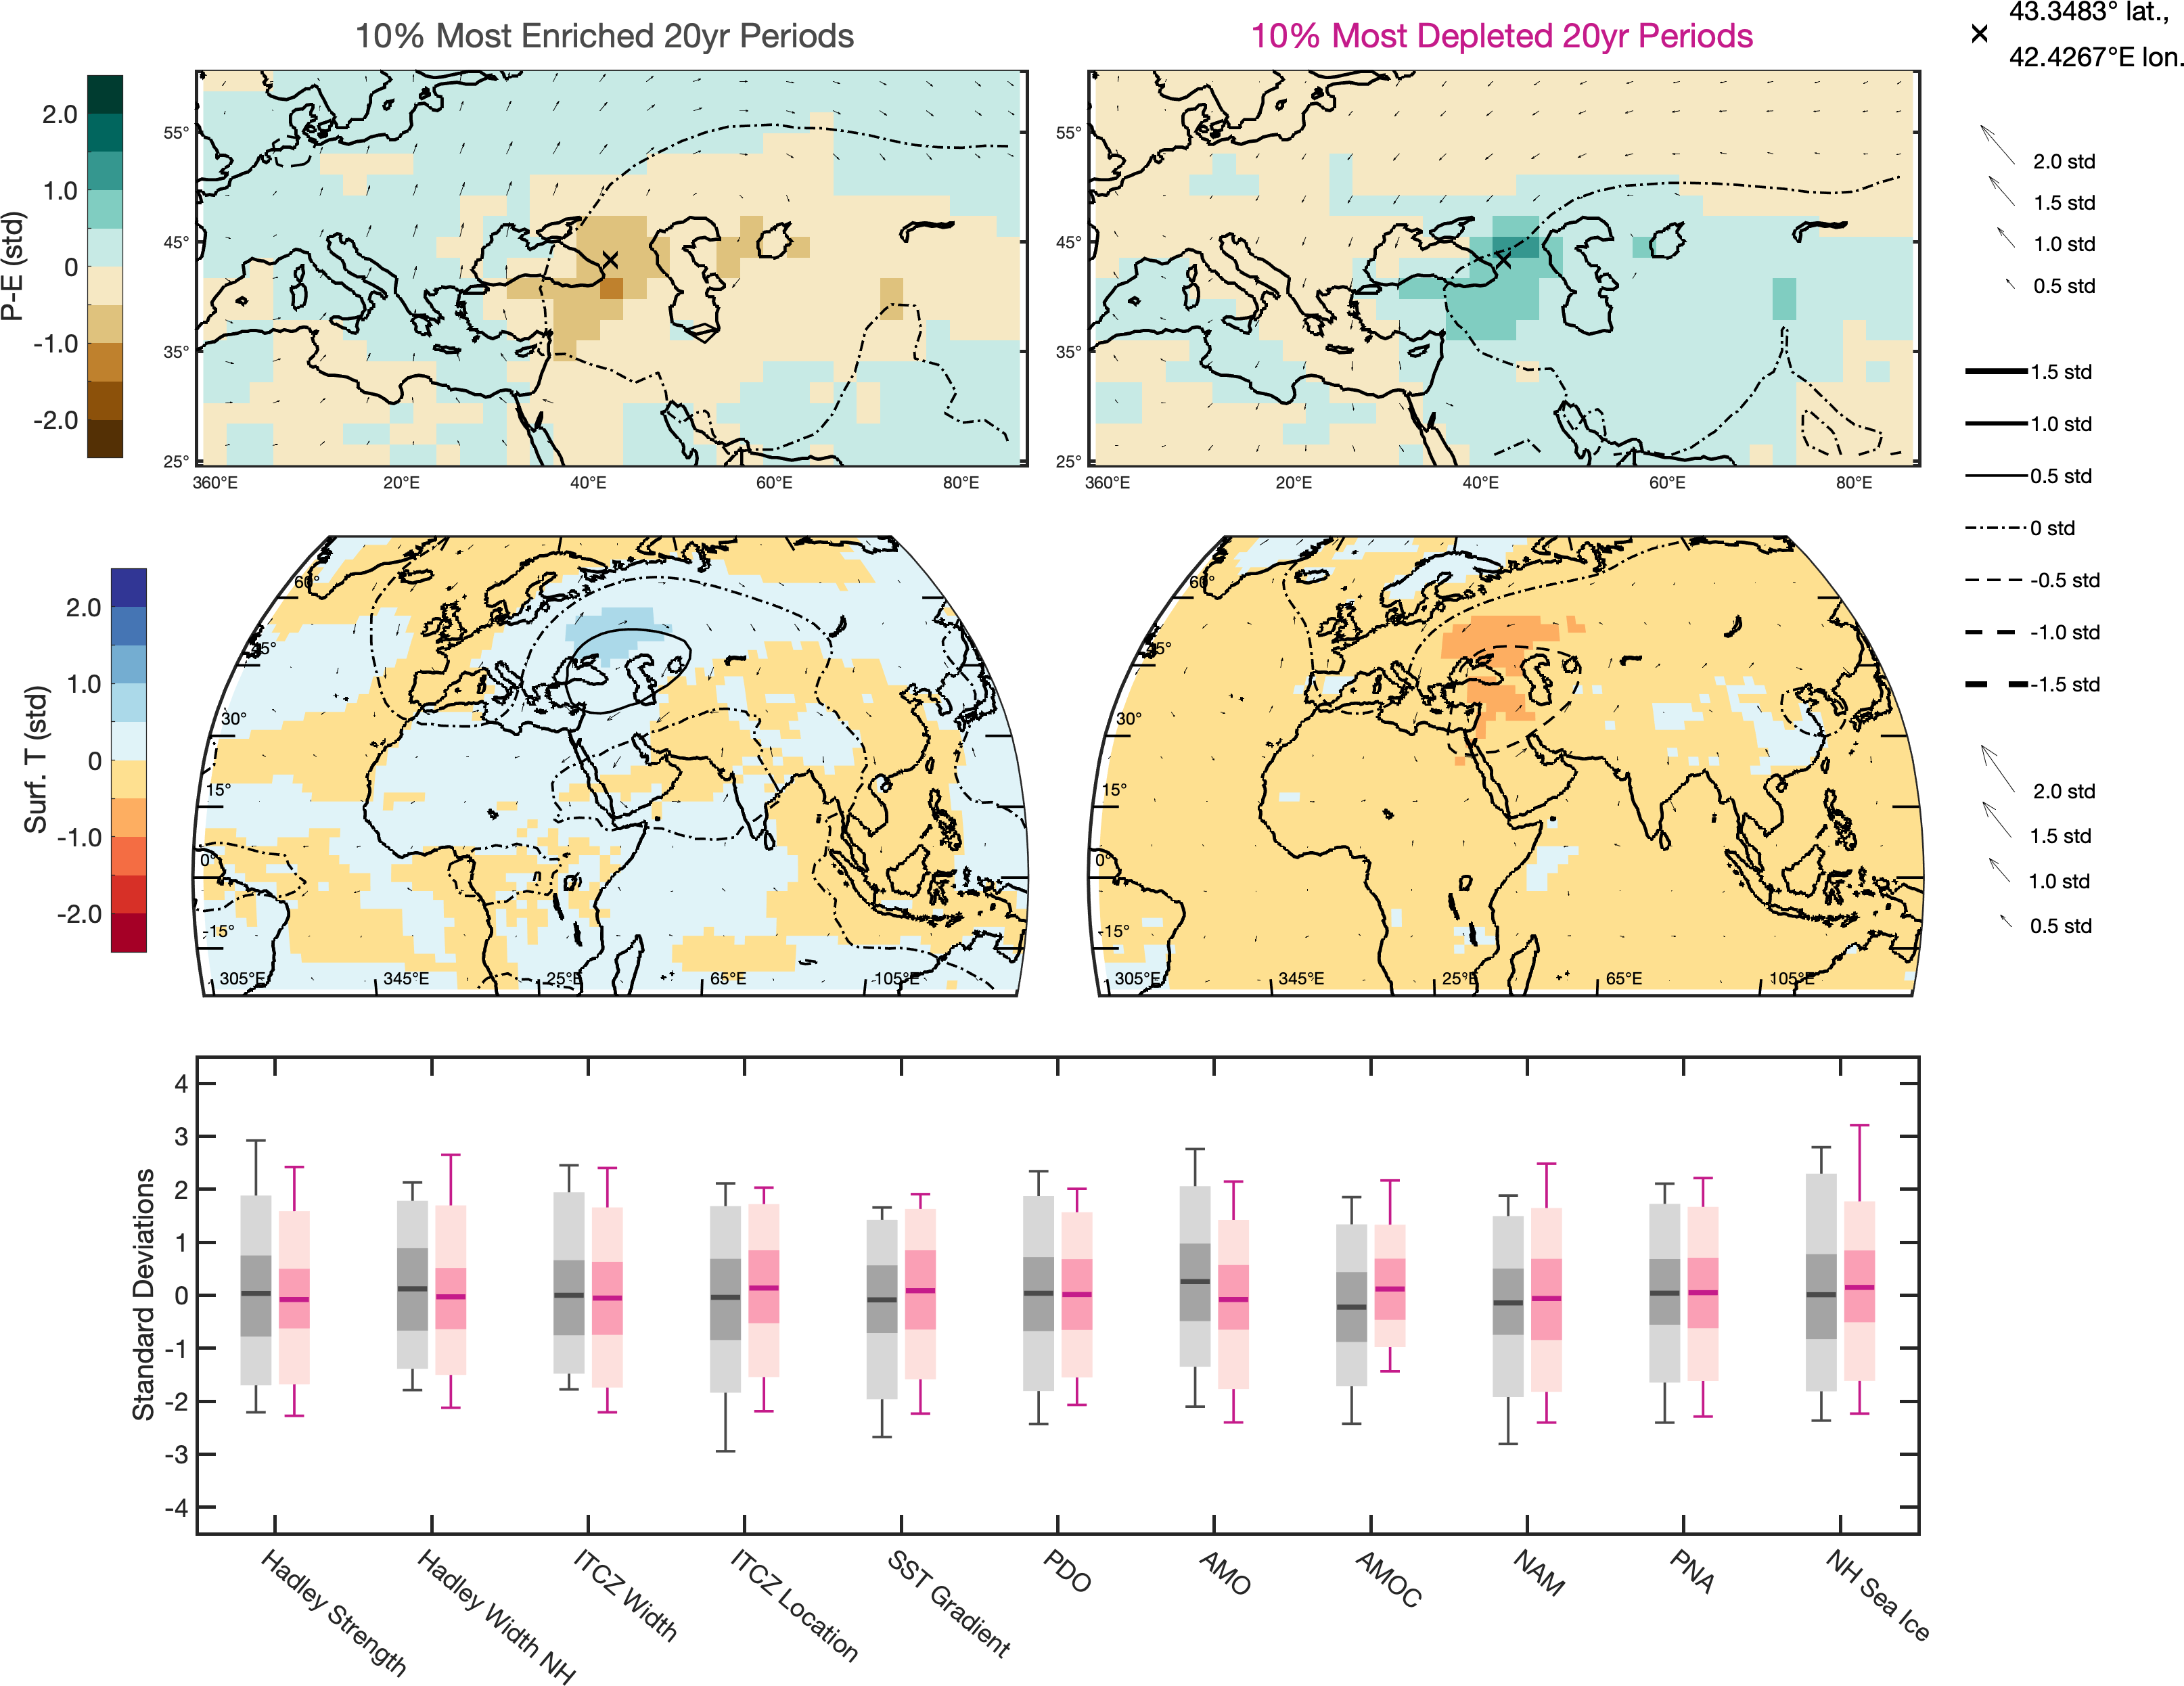 10% Most Enriched 20yr Periods
10% Most Depleted 20yr Periods
43.3483° lat.,
42.4267°E lon.
P-E (std)
2.0
1.0
0
-1.0
-2.0
55°
45°
35°
25°
360°E
20°E
40°E
60°E
80°E
55°
45°
35°
25°
360°E
20°E
40°E
60°E
80°E
2.0 std
1.5 std
1.0 std
0.5 std
1.5 std
1.0 std
0.5 std
0 std
-0.5 std
-1.0 std
-1.5 std
Surf. T (std)
2.0
1.0
0
-1.0
-2.0
60°
45°
30°
15°
0°
-15°
305°E
345°E
25°E
65°E
105°E
60°
45°
30°
15°
0°
-15°
305°E
345°E
25°E
65°E
105°E
2.0 std
1.5 std
1.0 std
0.5 std
Standard Deviations
4
3
2
1
0
-1
-2
-3
-4
Hadley Strength
Hadley Width NH
ITCZ Width
ITCZ Location
SST Gradient
PDO
AMO
AMOC
NAM
PNA
NH Sea Ice